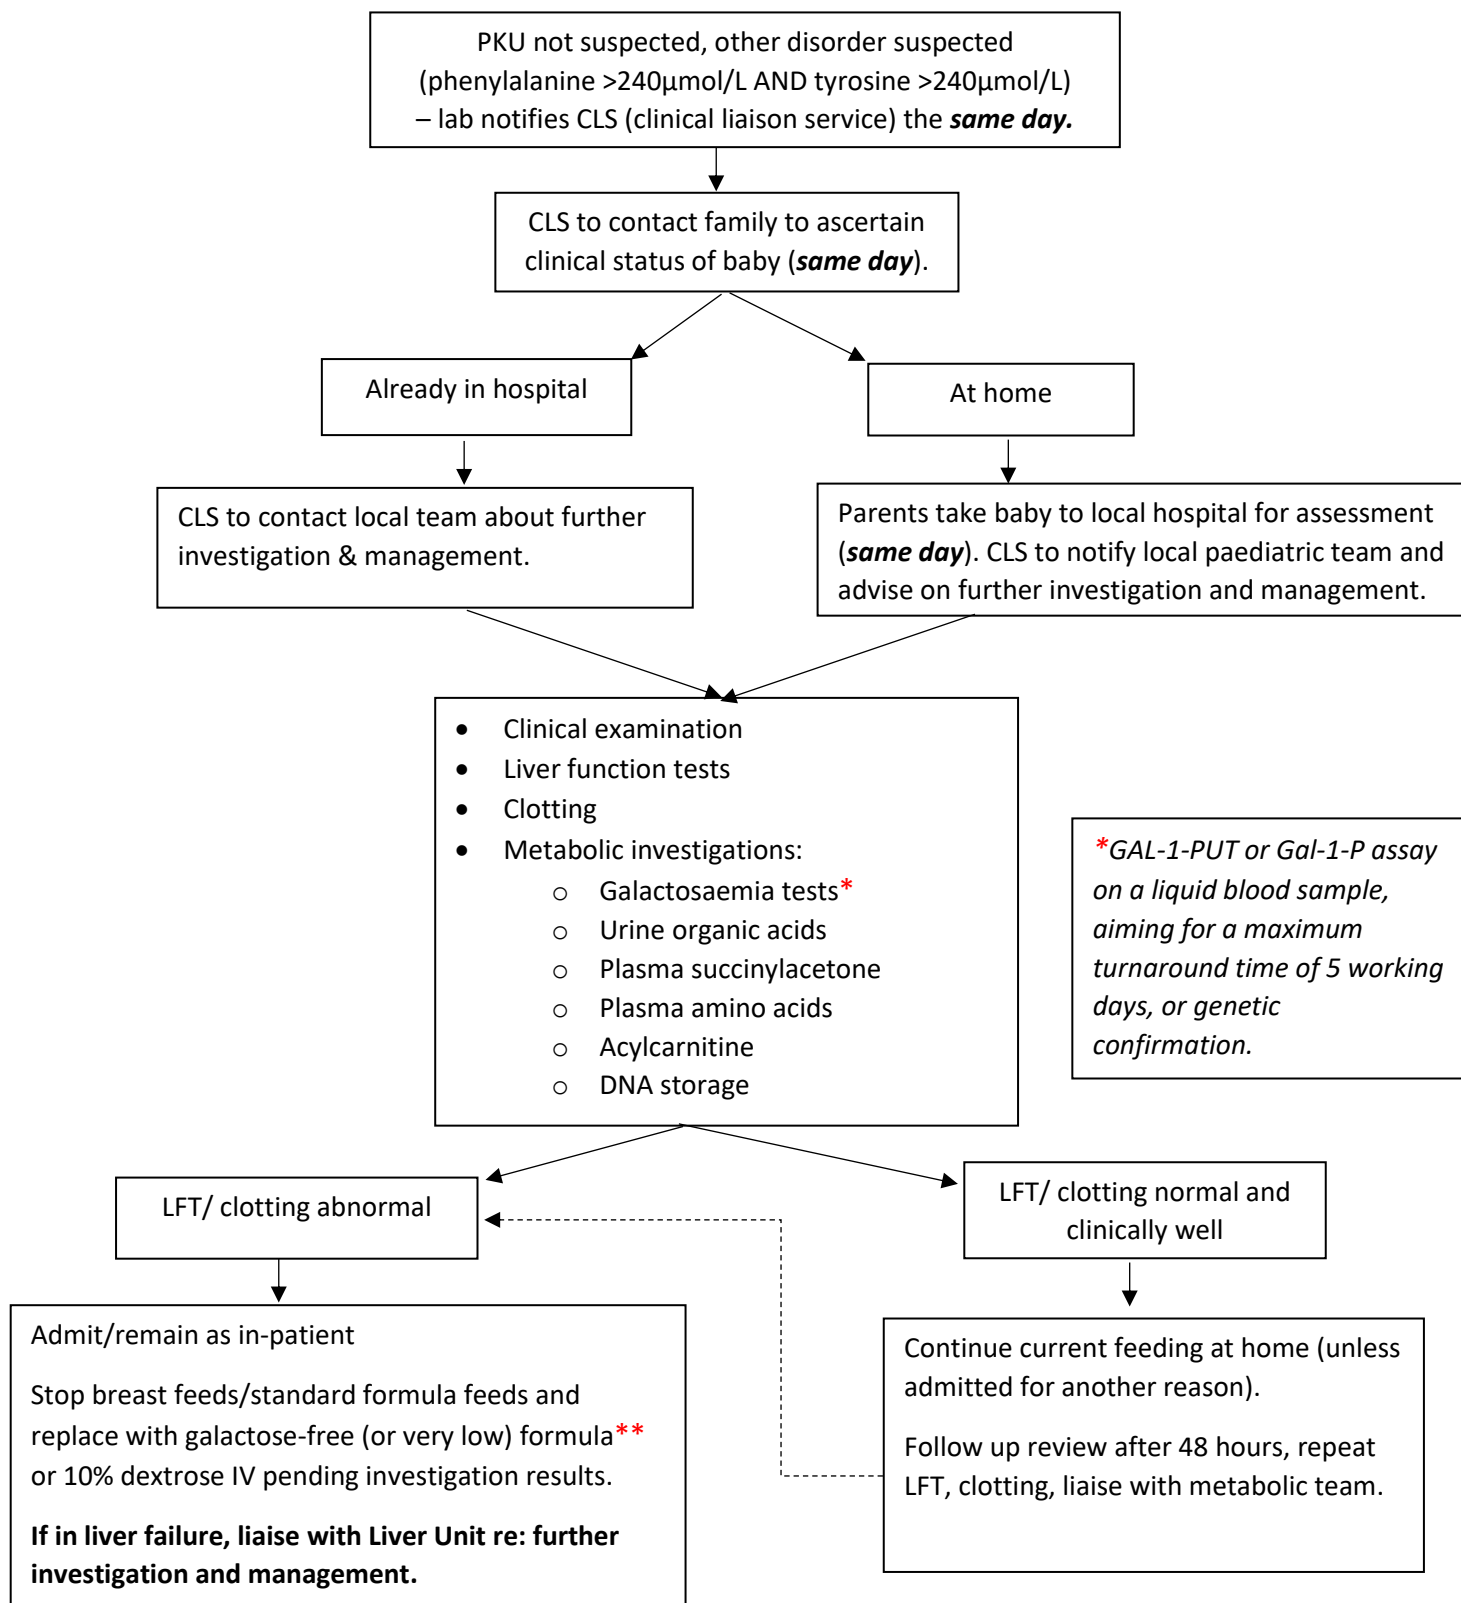 PKU not suspected, other disorder suspected
(phenylalanine >240µmol/L AND tyrosine >240µmol/L)
– lab notifies CLS (clinical liaison service) the same day.
CLS to contact family to ascertain
clinical status of baby (same day).
Already in hospital
At home
CLS to contact local team about further
investigation & management.
Parents take baby to local hospital for assessment
(same day). CLS to notify local paediatric team and
advise on further investigation and management.
• Clinical examination
• Liver function tests
• Clotting
• Metabolic investigations:
o Galactosaemia tests*
o Urine organic acids
o Plasma succinylacetone
o Plasma amino acids
o Acylcarnitine
o DNA storage
*GAL-1-PUT or Gal-1-P assay
on a liquid blood sample,
aiming for a maximum
turnaround time of 5 working
days, or genetic
confirmation.
LFT/ clotting abnormal
LFT/ clotting normal and
clinically well
Admit/remain as in-patient
Stop breast feeds/standard formula feeds and
replace with galactose-free (or very low) formula**
or 10% dextrose IV pending investigation results.
If in liver failure, liaise with Liver Unit re: further
investigation and management.
Continue current feeding at home (unless
admitted for another reason).
Follow up review after 48 hours, repeat
LFT, clotting, liaise with metabolic team.